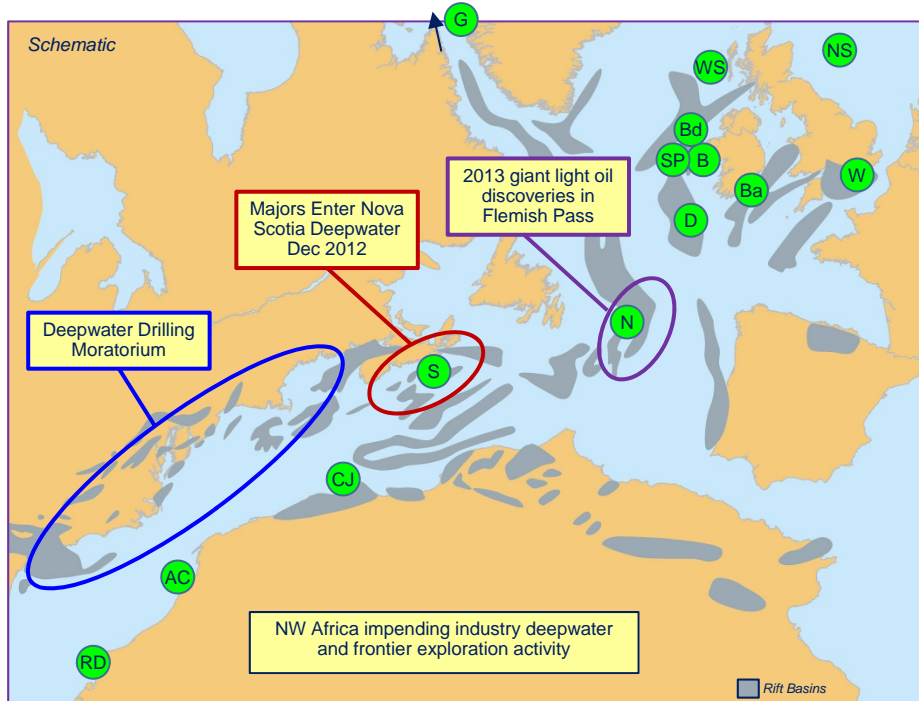 G
Schematic
NS
WS
Bd
SP
B
W
2013 giant light oil
discoveries in
Flemish Pass
Ba
Majors Enter Nova
Scotia Deepwater
Dec 2012
D
N
Deepwater Drilling
Moratorium
S
CJ
AC
NW Africa impending industry deepwater
and frontier exploration activity
RD
Rift Basins